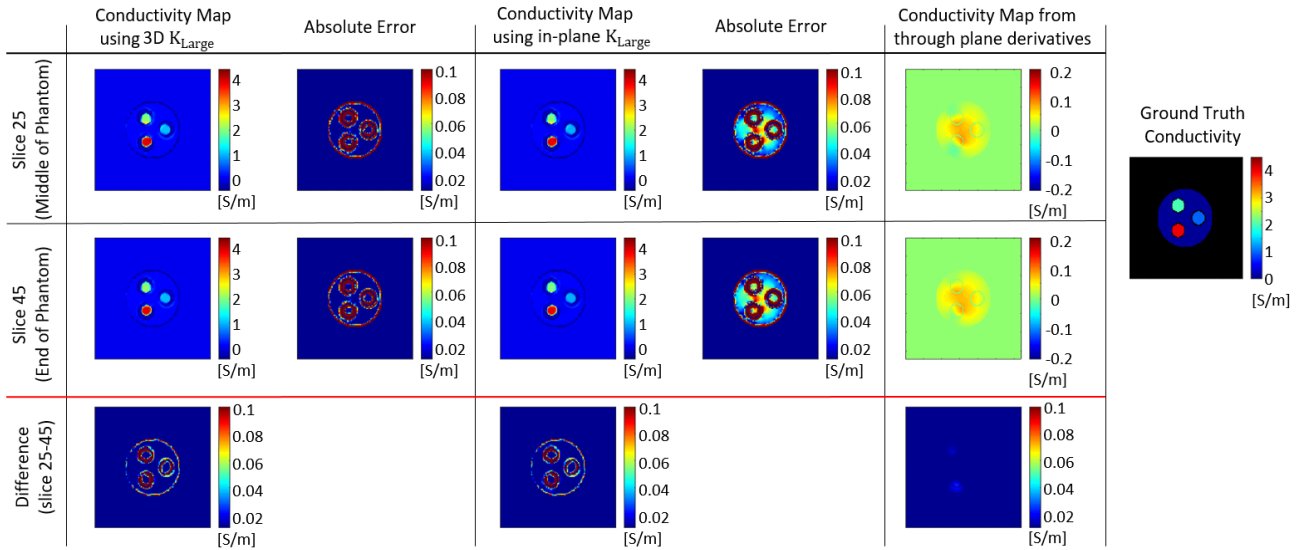 Conductivity Map
using 3D K_Large
Absolute Error
Conductivity Map
using in-plane K_Large
Absolute Error
Conductivity Map from
through plane derivatives
Slice 25
(Middle of Phantom)
4
3
2
1
0
[S/m]
0.1
0.08
0.06
0.04
0.02
[S/m]
4
3
2
1
0
[S/m]
0.1
0.08
0.06
0.04
0.02
[S/m]
0.2
0.1
0
-0.1
-0.2
[S/m]
Ground Truth
Conductivity
4
3
2
1
0
[S/m]
Slice 45
(End of Phantom)
4
3
2
1
0
[S/m]
0.1
0.08
0.06
0.04
0.02
[S/m]
4
3
2
1
0
[S/m]
0.1
0.08
0.06
0.04
0.02
[S/m]
0.2
0.1
0
-0.1
-0.2
[S/m]
Difference
(slice 25-45)
0.1
0.08
0.06
0.04
0.02
[S/m]
0.1
0.08
0.06
0.04
0.02
[S/m]
0.1
0.08
0.06
0.04
0.02
[S/m]